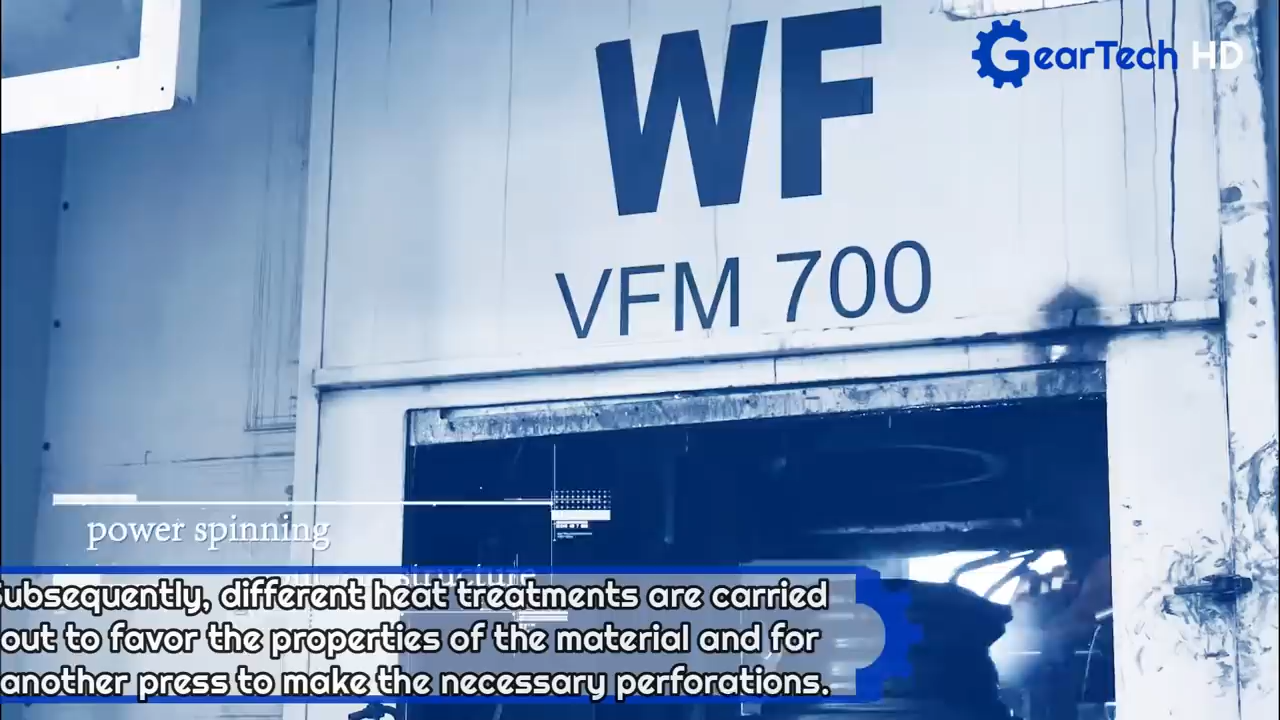 WF
GearTech HD
VFM 700
power spinning
structure
Subsequently, different heat treatments are carried
out to favor the properties of the material and for
another press to make the necessary perforations.